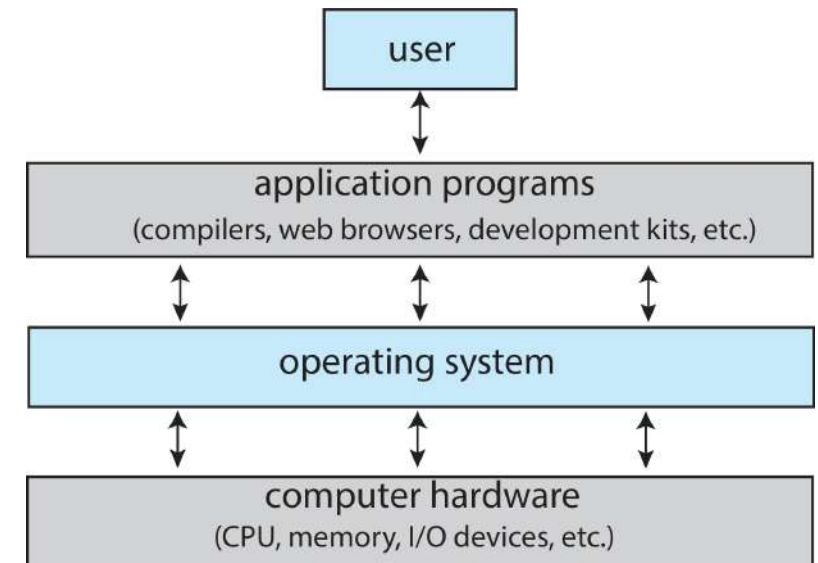 user
application programs
(compilers, web browsers, development kits, etc.)
operating system
computer hardware
(CPU, memory, I/O devices, etc.)